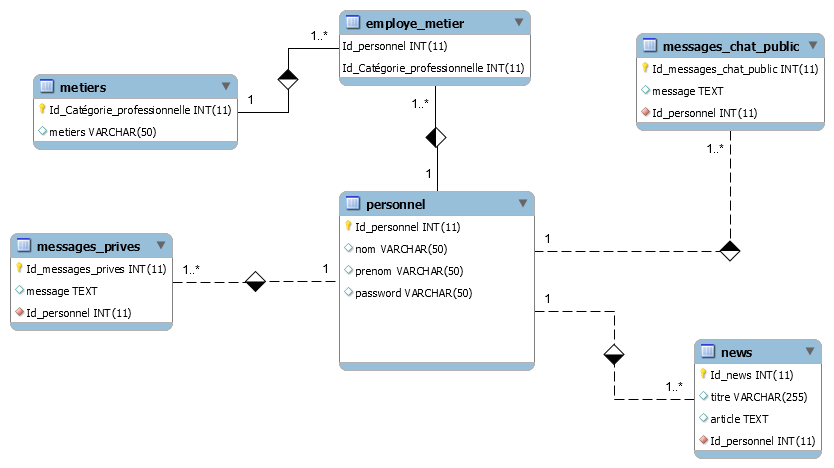 employe_metier
Id_personnel INT(11)
Id_Catégorie_professionnelle INT(11)
1..*
1..*
metiers
Id_Catégorie_professionnelle INT(11)
metiers VARCHAR(50)
1
messages_chat_public
Id_messages_chat_public INT(11)
message TEXT
Id_personnel INT(11)
1..*
1
personnel
Id_personnel INT(11)
nom VARCHAR(50)
prenom VARCHAR(50)
password VARCHAR(50)
1
1
1
messages_prives
Id_messages_prives INT(11)
message TEXT
Id_personnel INT(11)
1..*
news
Id_news INT(11)
titre VARCHAR(255)
article TEXT
Id_personnel INT(11)
1..*